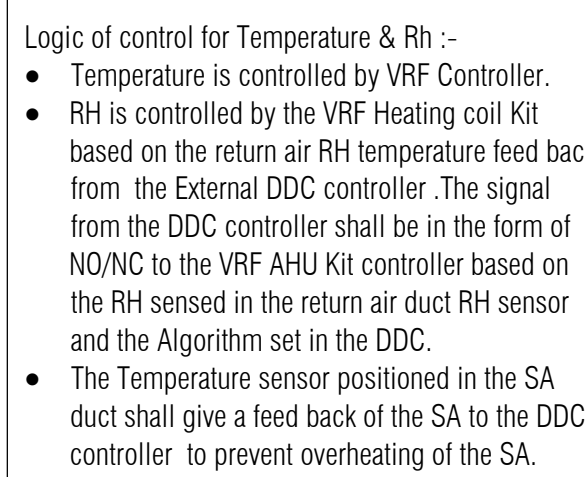 Logic of control for Temperature & Rh :-
● Temperature is controlled by VRF Controller.
● RH is controlled by the VRF Heating coil Kit
based on the return air RH temperature feed bac
from the External DDC controller .The signal
from the DDC controller shall be in the form of
NO/NC to the VRF AHU Kit controller based on
the RH sensed in the return air duct RH sensor
and the Algorithm set in the DDC.
● The Temperature sensor positioned in the SA
duct shall give a feed back of the SA to the DDC
controller to prevent overheating of the SA.